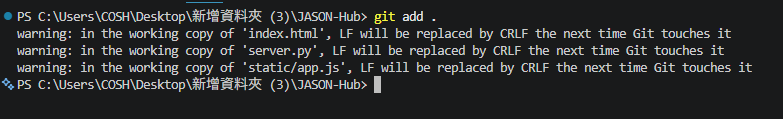 PS C:\Users\COSH\Desktop\新增資料夾 (3)\JASON-Hub> git add .
warning: in the working copy of 'index.html', LF will be replaced by CRLF the next time Git touches it
warning: in the working copy of 'server.py', LF will be replaced by CRLF the next time Git touches it
warning: in the working copy of 'static/app.js', LF will be replaced by CRLF the next time Git touches it
PS C:\Users\COSH\Desktop\新增資料夾 (3)\JASON-Hub>